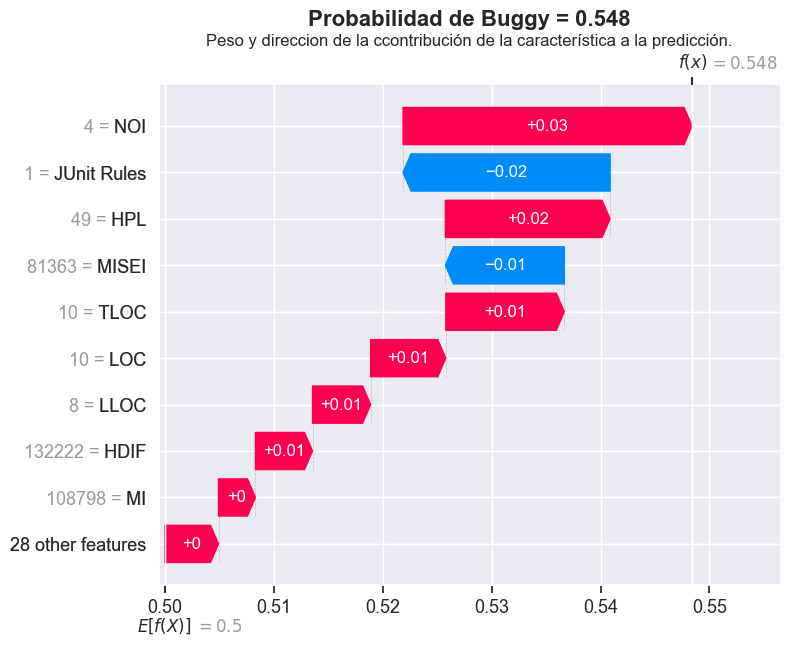 Probabilidad de Buggy = 0.548
Peso y direccion de la ccontribución de la característica a la predicción.
f(x) = 0.548
4 = NOI +0.03
1 = JUnit Rules −0.02
49 = HPL +0.02
81363 = MISEI −0.01
10 = TLOC +0.01
10 = LOC +0.01
8 = LLOC +0.01
132222 = HDIF +0.01
108798 = MI +0
28 other features +0
0.50 0.51 0.52 0.53 0.54 0.55
E[f(X)] = 0.5